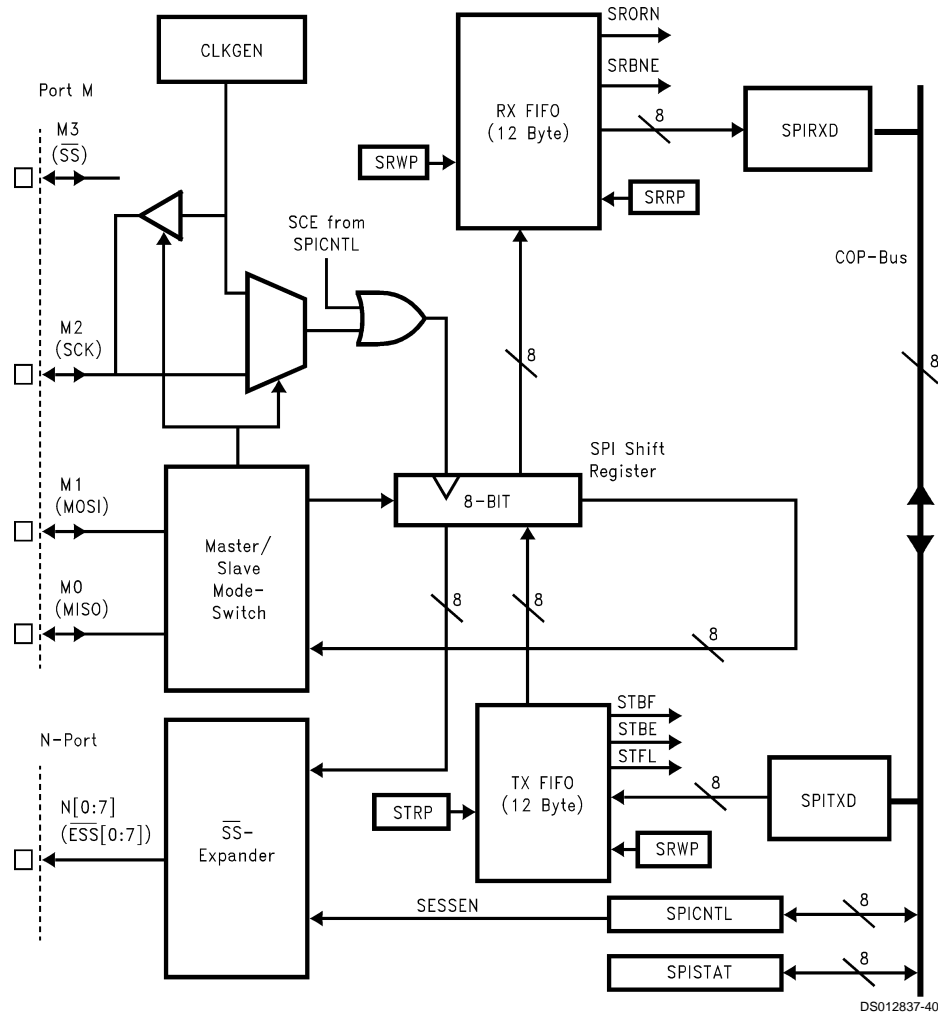 CLKGEN
Port M
M3
(SS)
M2
(SCK)
M1
(MOSI)
M0
(MISO)
SCE from
SPICNTL
SRORN
SRBNE
RX FIFO
(12 Byte)
SRWP
SRRP
8
SPIRXD
COP-Bus
8
8
SPI Shift
Register
8-BIT
Master/
Slave
Mode-
Switch
8
8
8
N-Port
N[0:7]
(ESS[0:7])
SS-
Expander
STBF
STBE
STFL
TX FIFO
(12 Byte)
STRP
SRWP
8
SPITXD
SESSEN
SPICNTL
8
SPISTAT
8
DS012837-40